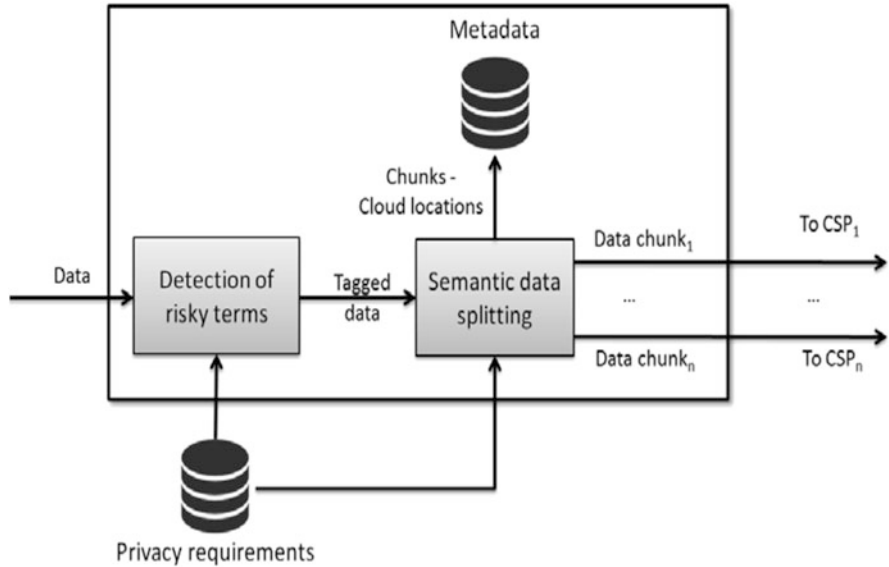 Metadata
Chunks -
Cloud locations
Data
Detection of
risky terms
Tagged
data
Semantic data
splitting
Data chunk₁
...
Data chunkₙ
To CSP₁
...
To CSPₙ
Privacy requirements